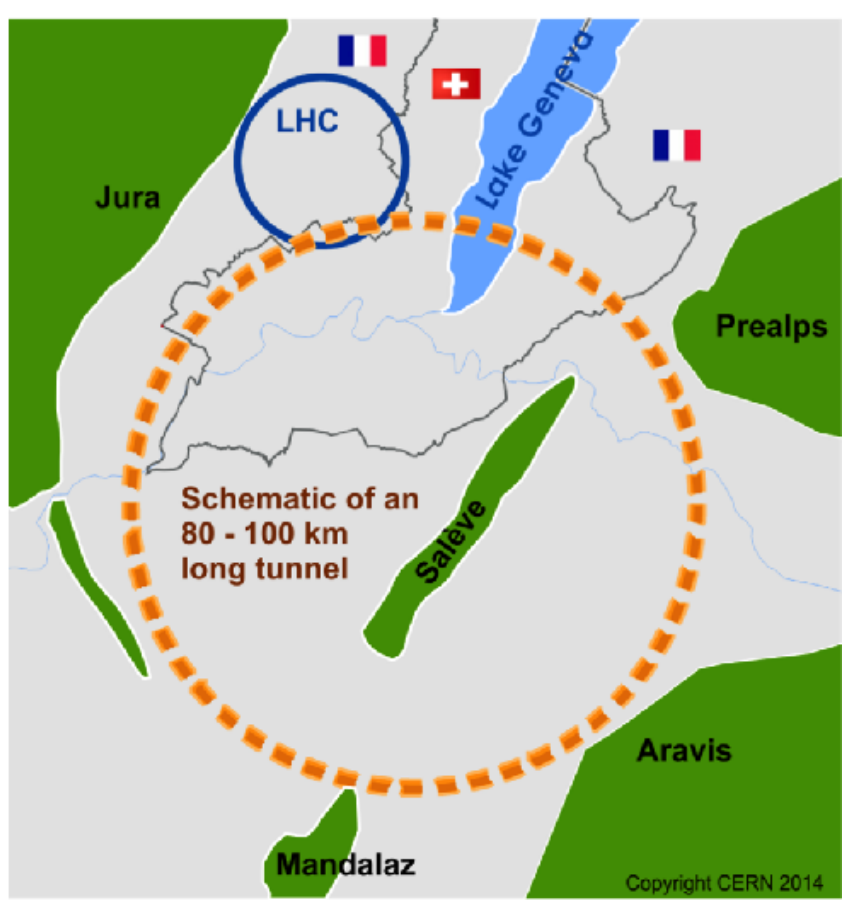 LHC
Lake Geneva
Jura
Prealps
Schematic of an
80 - 100 km
long tunnel
Salève
Aravis
Mandalaz
Copyright CERN 2014